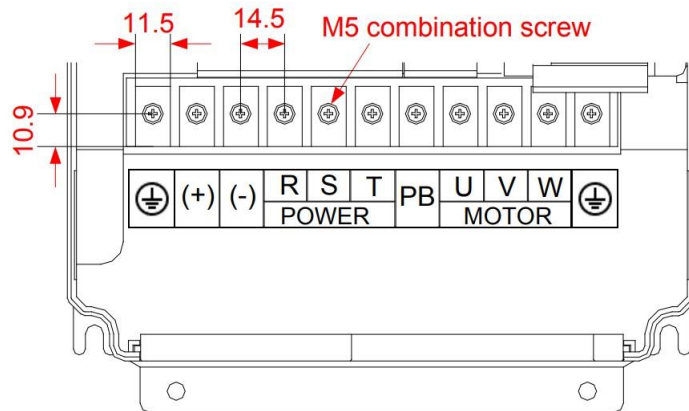 11.5
14.5
M5 combination screw
10.9
(+) (-) R S T PB U V W
POWER MOTOR